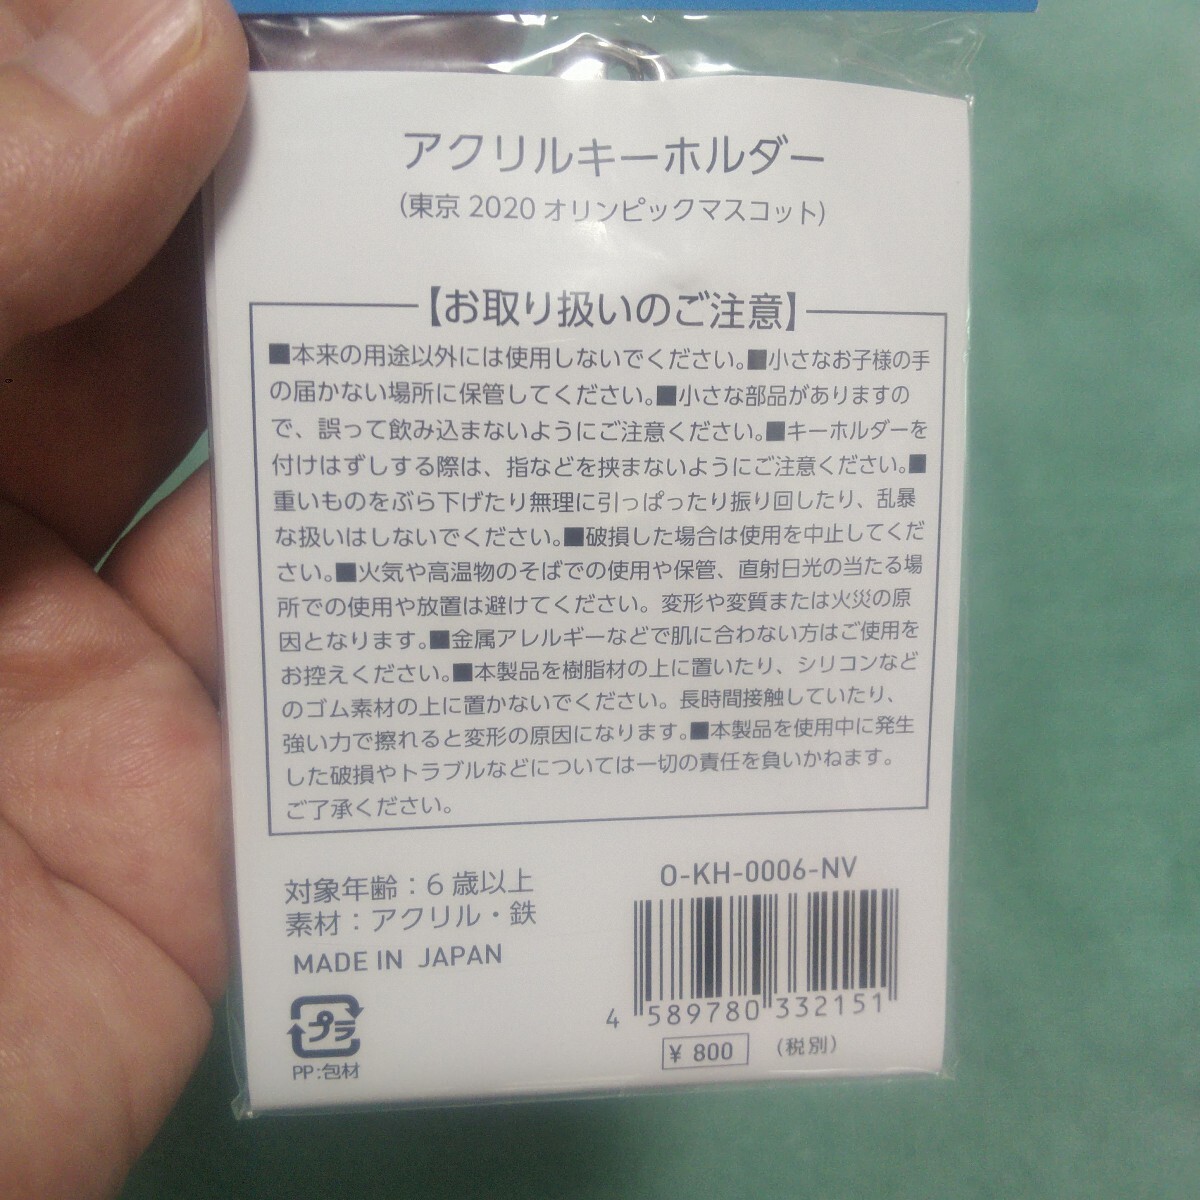 アクリルキーホルダー
(東京 2020 オリンピックマスコット)
【お取り扱いのご注意】
■本来の用途以外には使用しないでください。■小さなお子様の手
の届かない場所に保管してください。■小さな部品がありますの
で、誤って飲み込まないようにご注意ください。■キーホルダーを
付けはずしする際は、指などを挟まないようにご注意ください。■
重いものをぶら下げたり無理に引っぱったり振り回したり、乱暴
な扱いはしないでください。■破損した場合は使用を中止してくだ
さい。■火気や高温物のそばでの使用や保管、直射日光の当たる場
所での使用や放置は避けてください。変形や変質または火災の原
因となります。■金属アレルギーなどで肌に合わない方はご使用を
お控えください。■本製品を樹脂材の上に置いたり、シリコンなど
のゴム素材の上に置かないでください。長時間接触していたり、
強い力で擦れると変形の原因になります。■本製品を使用中に発生
した破損やトラブルなどについては一切の責任を負いかねます。
ご了承ください。
対象年齢：6 歳以上
素材：アクリル・鉄
MADE IN JAPAN
プラ
PP:包材
O-KH-0006-NV
4 589780 332151
¥ 800 (税別)